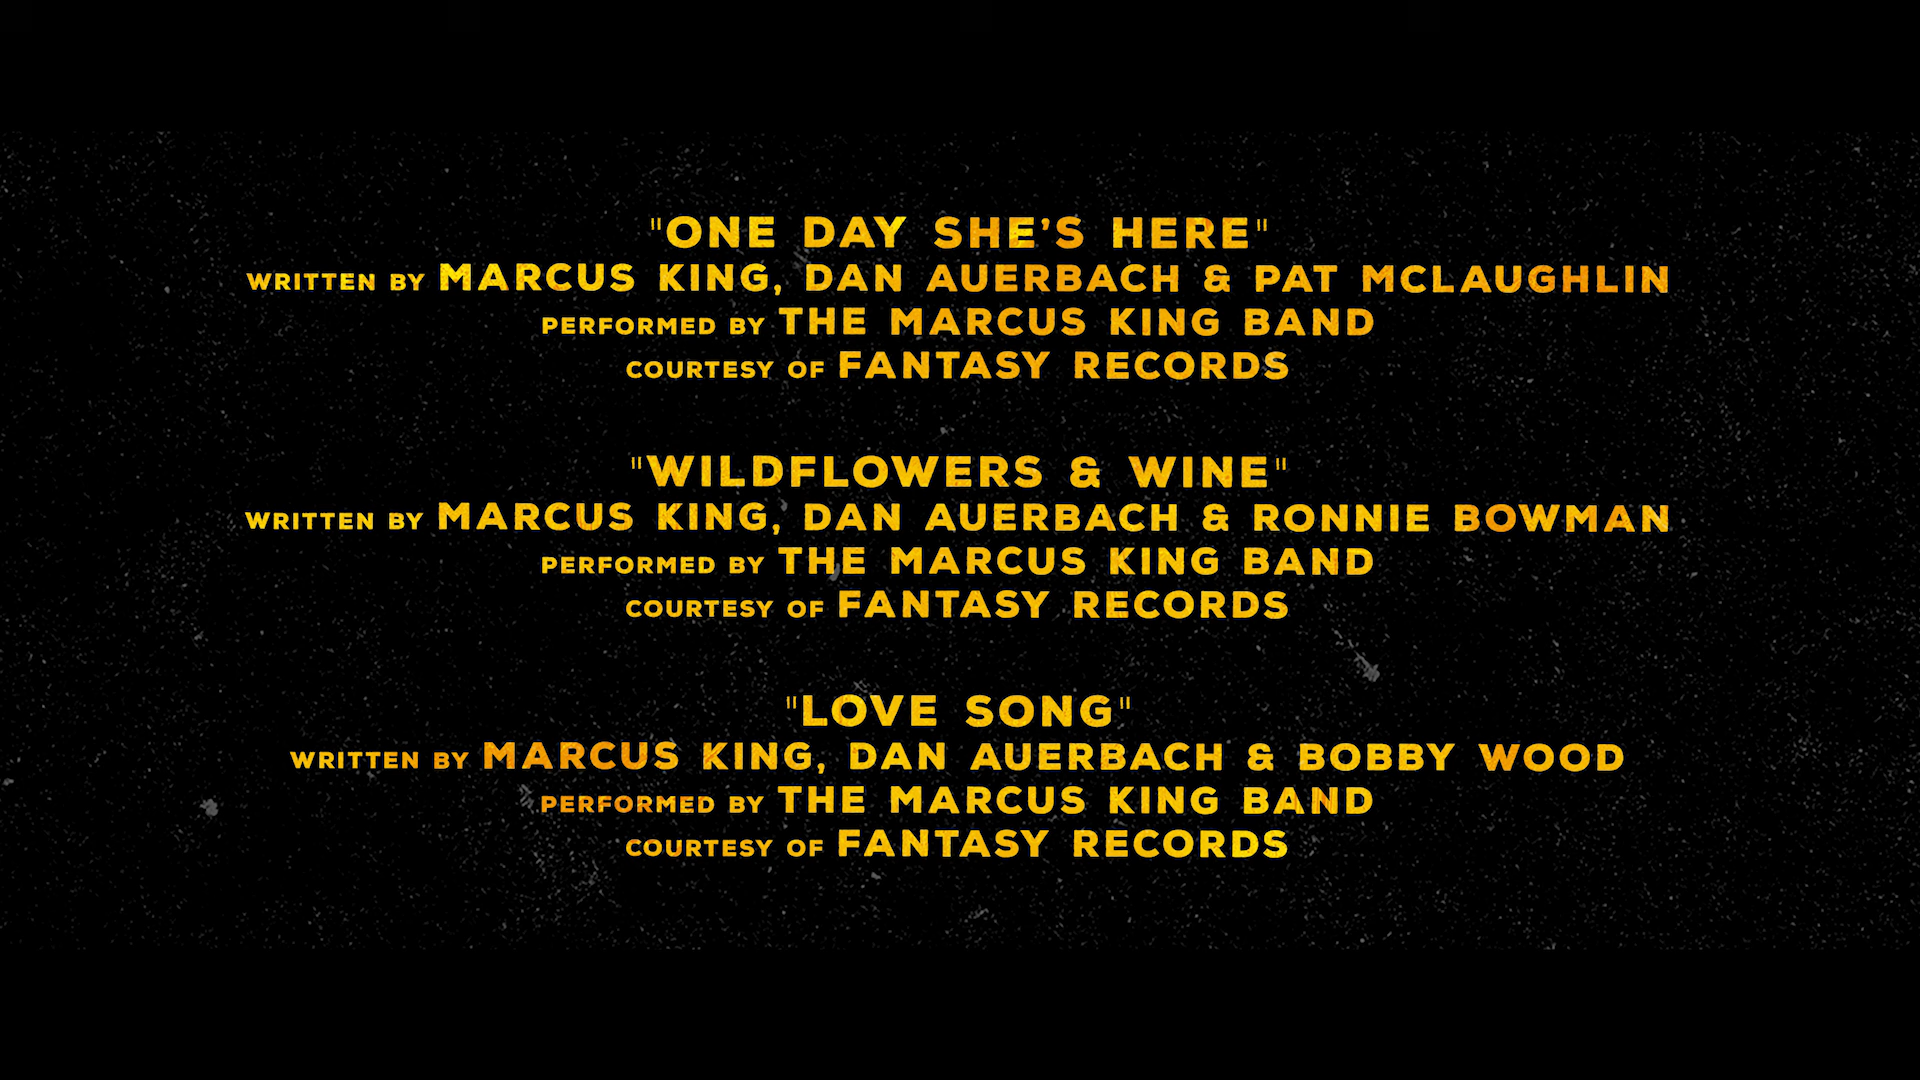 "ONE DAY SHE’S HERE"
WRITTEN BY MARCUS KING, DAN AUERBACH & PAT MCLAUGHLIN
PERFORMED BY THE MARCUS KING BAND
COURTESY OF FANTASY RECORDS
"WILDFLOWERS & WINE"
WRITTEN BY MARCUS KING, DAN AUERBACH & RONNIE BOWMAN
PERFORMED BY THE MARCUS KING BAND
COURTESY OF FANTASY RECORDS
"LOVE SONG"
WRITTEN BY MARCUS KING, DAN AUERBACH & BOBBY WOOD
PERFORMED BY THE MARCUS KING BAND
COURTESY OF FANTASY RECORDS